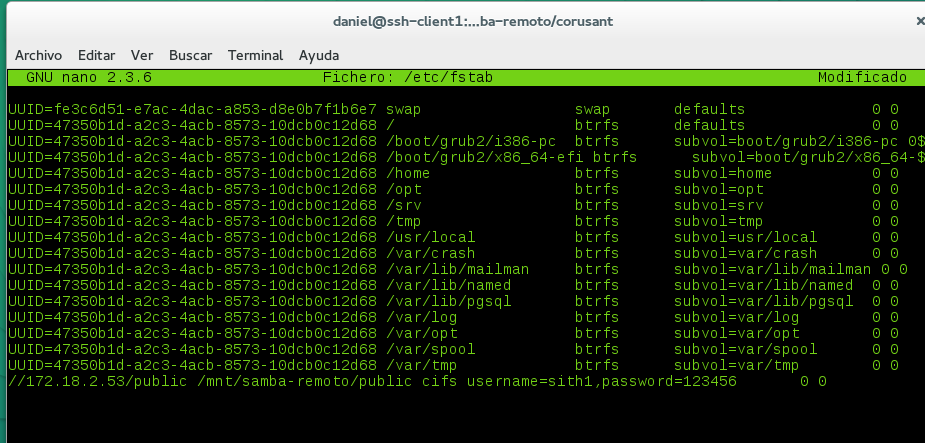 daniel@ssh-client1:...ba-remoto/corusant ×
Archivo Editar Ver Buscar Terminal Ayuda
GNU nano 2.3.6 Fichero: /etc/fstab Modificado
UUID=fe3c6d51-e7ac-4dac-a853-d8e0b7f1b6e7 swap swap defaults 0 0
UUID=47350b1d-a2c3-4acb-8573-10dcb0c12d68 / btrfs defaults 0 0
UUID=47350b1d-a2c3-4acb-8573-10dcb0c12d68 /boot/grub2/i386-pc btrfs subvol=boot/grub2/i386-pc 0$
UUID=47350b1d-a2c3-4acb-8573-10dcb0c12d68 /boot/grub2/x86_64-efi btrfs subvol=boot/grub2/x86_64-$
UUID=47350b1d-a2c3-4acb-8573-10dcb0c12d68 /home btrfs subvol=home 0 0
UUID=47350b1d-a2c3-4acb-8573-10dcb0c12d68 /opt btrfs subvol=opt 0 0
UUID=47350b1d-a2c3-4acb-8573-10dcb0c12d68 /srv btrfs subvol=srv 0 0
UUID=47350b1d-a2c3-4acb-8573-10dcb0c12d68 /tmp btrfs subvol=tmp 0 0
UUID=47350b1d-a2c3-4acb-8573-10dcb0c12d68 /usr/local btrfs subvol=usr/local 0 0
UUID=47350b1d-a2c3-4acb-8573-10dcb0c12d68 /var/crash btrfs subvol=var/crash 0 0
UUID=47350b1d-a2c3-4acb-8573-10dcb0c12d68 /var/lib/mailman btrfs subvol=var/lib/mailman 0 0
UUID=47350b1d-a2c3-4acb-8573-10dcb0c12d68 /var/lib/named btrfs subvol=var/lib/named 0 0
UUID=47350b1d-a2c3-4acb-8573-10dcb0c12d68 /var/lib/pgsql btrfs subvol=var/lib/pgsql 0 0
UUID=47350b1d-a2c3-4acb-8573-10dcb0c12d68 /var/log btrfs subvol=var/log 0 0
UUID=47350b1d-a2c3-4acb-8573-10dcb0c12d68 /var/opt btrfs subvol=var/opt 0 0
UUID=47350b1d-a2c3-4acb-8573-10dcb0c12d68 /var/spool btrfs subvol=var/spool 0 0
UUID=47350b1d-a2c3-4acb-8573-10dcb0c12d68 /var/tmp btrfs subvol=var/tmp 0 0
//172.18.2.53/public /mnt/samba-remoto/public cifs username=sith1,password=123456 0 0